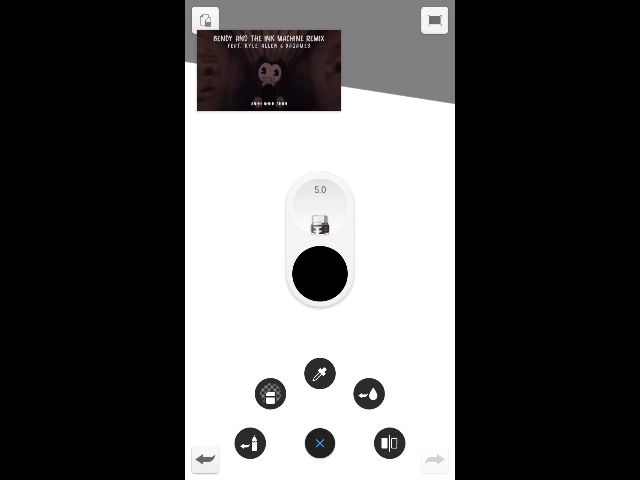 BENDY AND THE INK MACHINE REMIX
FEAT. KYLE ALLEN & DAGAMES
5.0